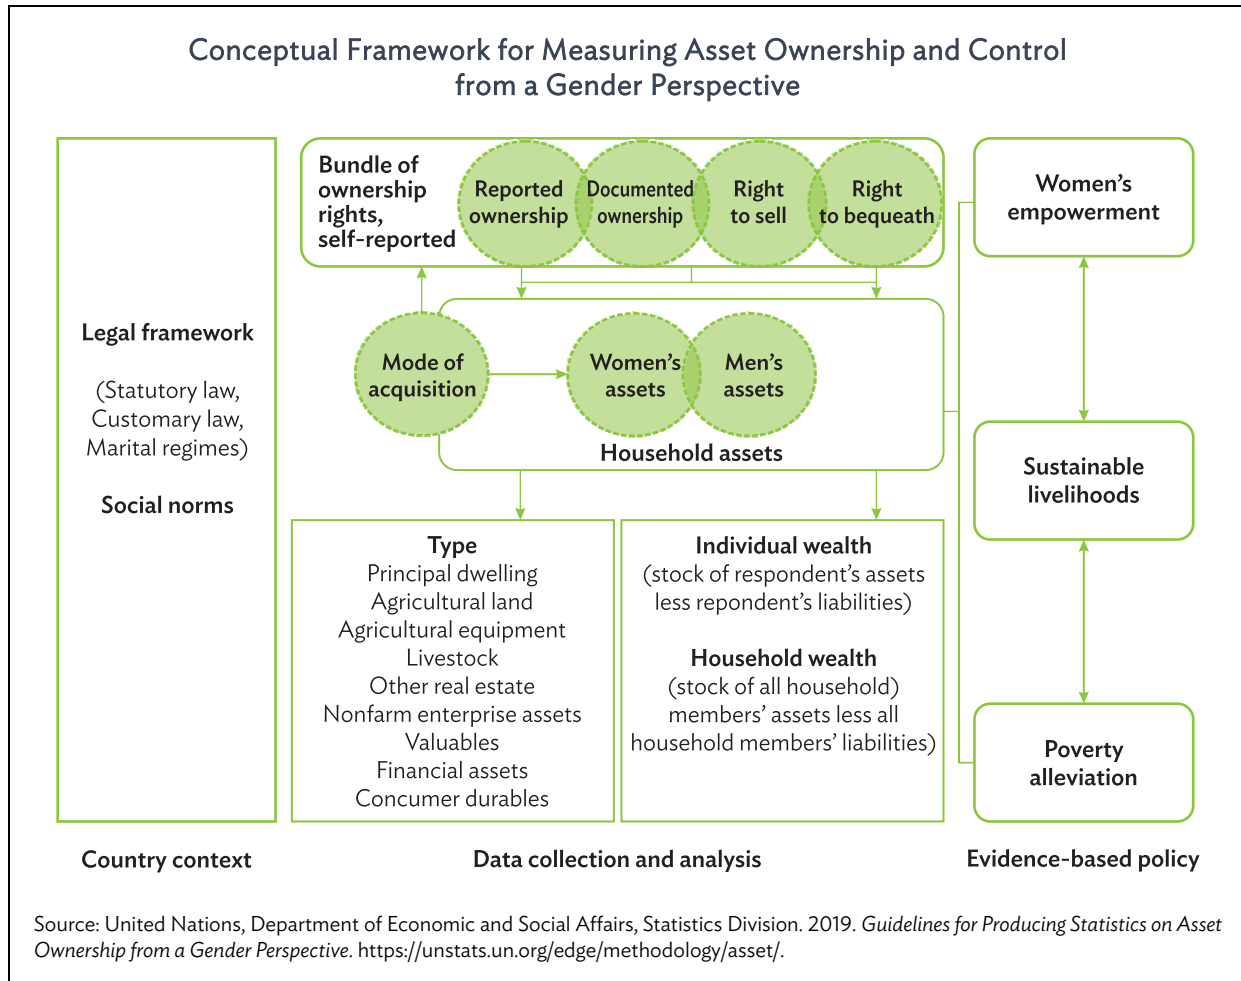 Conceptual Framework for Measuring Asset Ownership and Control
from a Gender Perspective
Legal framework
(Statutory law,
Customary law,
Marital regimes)
Social norms
Country context
Bundle of
ownership
rights,
self-reported
Reported
ownership
Documented
ownership
Right
to sell
Right
to bequeath
Mode of
acquisition
Women’s
assets
Men’s
assets
Household assets
Type
Principal dwelling
Agricultural land
Agricultural equipment
Livestock
Other real estate
Nonfarm enterprise assets
Valuables
Financial assets
Concumer durables
Individual wealth
(stock of respondent’s assets
less repondent’s liabilities)
Household wealth
(stock of all household)
members’ assets less all
household members’ liabilities)
Data collection and analysis
Women’s
empowerment
Sustainable
livelihoods
Poverty
alleviation
Evidence-based policy
Source: United Nations, Department of Economic and Social Affairs, Statistics Division. 2019. Guidelines for Producing Statistics on Asset
Ownership from a Gender Perspective. https://unstats.un.org/edge/methodology/asset/.